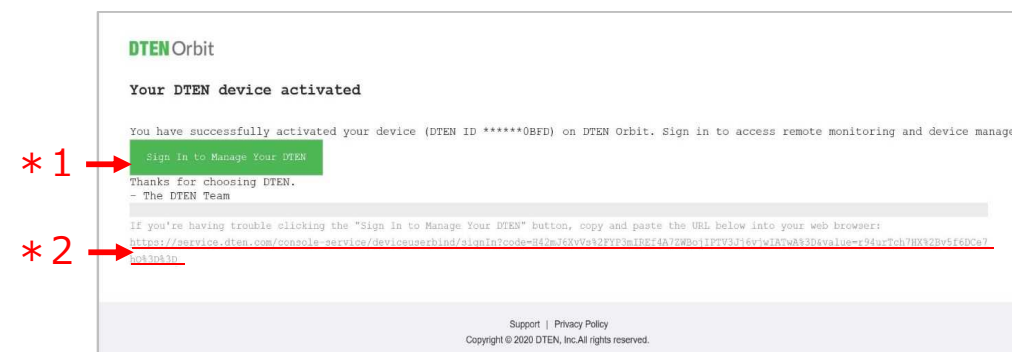 DTEN Orbit
Your DTEN device activated
You have successfully activated your device (DTEN ID ******0BFD) on DTEN Orbit. Sign in to access remote monitoring and device manage
*1
Sign In to Manage Your DTEN
Thanks for choosing DTEN.
- The DTEN Team
If you're having trouble clicking the "Sign In to Manage Your DTEN" button, copy and paste the URL below into your web browser:
*2
https://service.dten.com/console-service/deviceuserbind/signIn?code=H42mJ6XvVs%2FYP3mIREf4A7ZWBojIPTV3Jj6vjwIATwA%3D&value=r94urTch7HX%2Bv5f6DCe7
hQ%3D%3D
Support | Privacy Policy
Copyright © 2020 DTEN, Inc.All rights reserved.